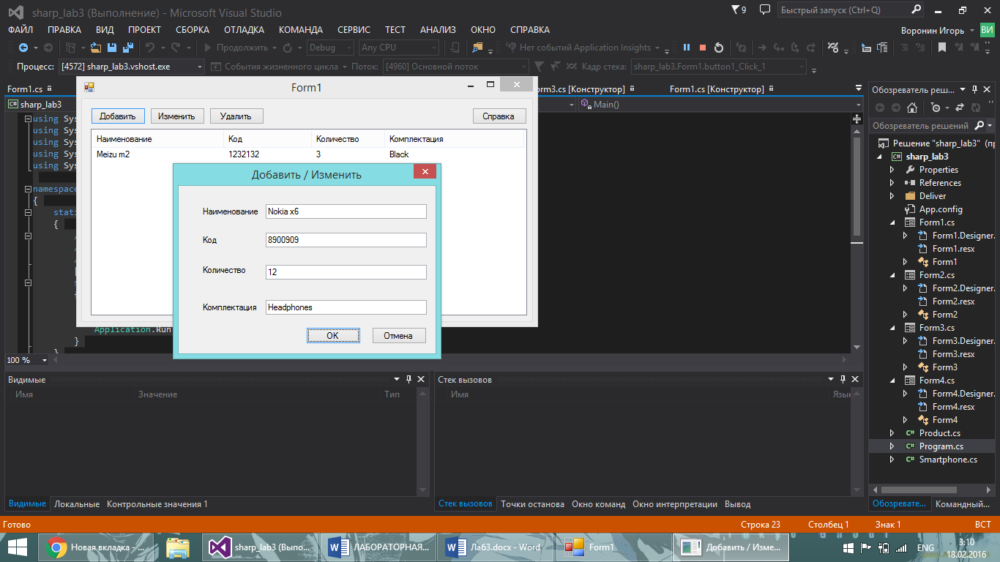 sharp_lab3 (Выполнение) - Microsoft Visual Studio
9
Быстрый запуск (Ctrl+Q)
ФАЙЛ ПРАВКА ВИД ПРОЕКТ СБОРКА ОТЛАДКА КОМАНДА СЕРВИС ТЕСТ АНАЛИЗ ОКНО СПРАВКА
Воронин Игорь ВИ
Продолжить Debug Any CPU Нет событий Application Insights
Процесс: [4572] sharp_lab3.vshost.exe События жизненного цикла Поток: [4960] Основной поток Кадр стека: sharp_lab3.Form1.button1_Click_1
Form1.cs
orm3.cs [Конструктор] Form1.cs [Конструктор]
sharp_lab3
Main()
using Sys
using Sys
using Sys
using Sys
using Sys
namespace
{
stati
{
Application.Run
}
}
100 %
Form1
Добавить Изменить Удалить Справка
Наименование Код Количество Комплектация
Meizu m2 1232132 3 Black
Добавить / Изменить
Наименование Nokia x6
Код 8900909
Количество 12
Комплектация Headphones
OK Отмена
Обозреватель реш...
Обозреватель решений
Решение "sharp_lab3" (пр
sharp_lab3
Properties
References
Deliver
App.config
Form1.cs
Form1.Designer.
Form1.resx
Form1
Form2.cs
Form2.Designer.
Form2.resx
Form2
Form3.cs
Form3.Designer.
Form3.resx
Form3
Form4.cs
Form4.Designer.
Form4.resx
Form4
Product.cs
Program.cs
Smartphone.cs
Обозревате... Командный...
Видимые
Имя Значение Тип
Видимые Локальные Контрольные значения 1
Стек вызовов
Имя Язык
Стек вызовов Точки останова Окно команд Окно интерпретации Вывод
Готово Строка 23 Столбец 1 Знак 1 ВСТ
Новая вкладка - ...
sharp_lab3 (Выпо...
ЛАБОРАТОРНАЯ...
Лаб3.docx - Word
Form1
Добавить / Изме...
ENG
3:10
18.02.2016